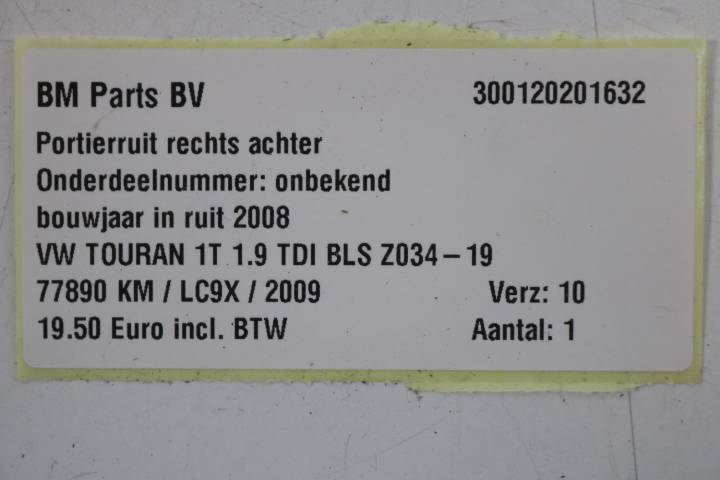 BM Parts BV 300120201632
Portierruit rechts achter
Onderdeelnummer: onbekend
bouwjaar in ruit 2008
VW TOURAN 1T 1.9 TDI BLS Z034 – 19
77890 KM / LC9X / 2009 Verz: 10
19.50 Euro incl. BTW Aantal: 1